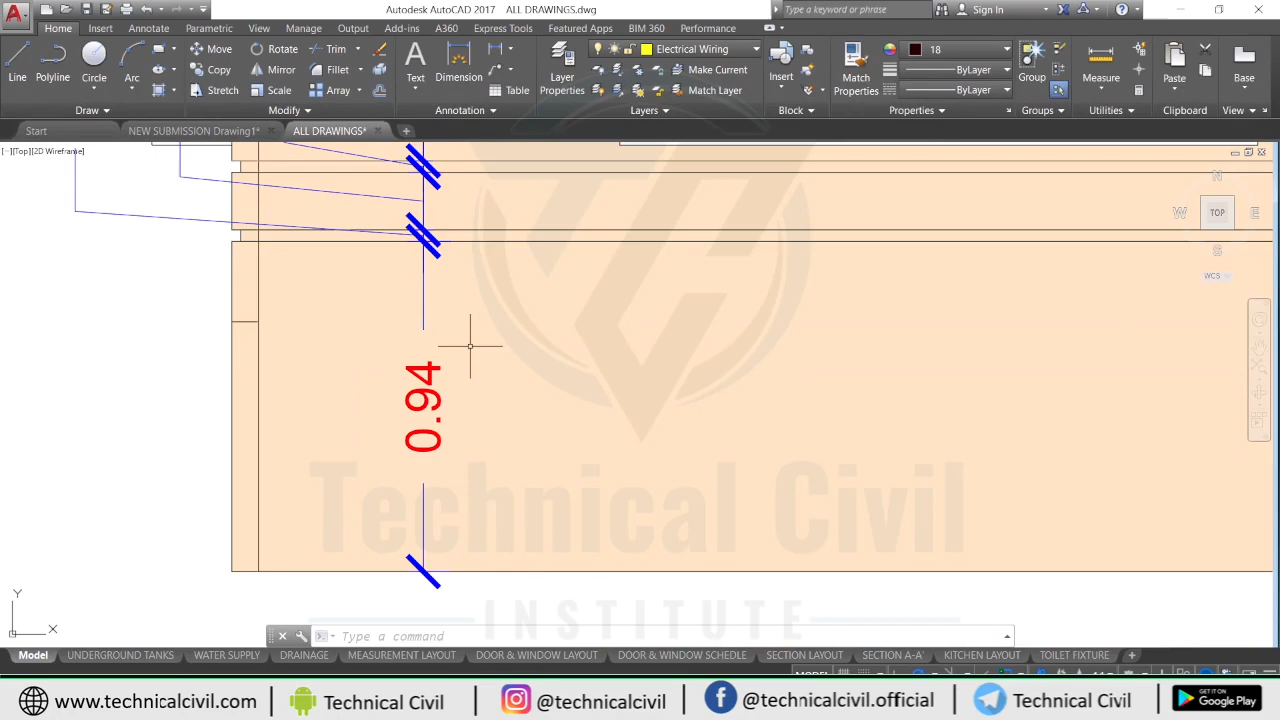 Autodesk AutoCAD 2017 ALL DRAWINGS.dwg
Type a keyword or phrase
Sign In
Home Insert Annotate Parametric View Manage Output Add-ins A360 Express Tools Featured Apps BIM 360 Performance
Line Polyline Circle Arc
Move Rotate Trim
Copy Mirror Fillet
Stretch Scale Array
Text Dimension Table
Layer Properties
Electrical Wiring
Make Current
Match Layer
Insert
Match Properties
18
ByLayer
ByLayer
Group Measure Paste Base
Draw Modify Annotation Layers Block Properties Groups Utilities Clipboard View
Start NEW SUBMISSION Drawing1* ALL DRAWINGS*
[−][Top][2D Wireframe]
N
W TOP E
S
WCS
0.94
Technical Civil
INSTITUTE
Y
X
Type a command
Model UNDERGROUND TANKS WATER SUPPLY DRAINAGE MEASUREMENT LAYOUT DOOR & WINDOW LAYOUT DOOR & WINDOW SCHEDLE SECTION LAYOUT SECTION A-A' KITCHEN LAYOUT TOILET FIXTURE
www.technicalcivil.com Technical Civil @technicalcivil @technicalcivil.official Technical Civil GET IT ON Google Play